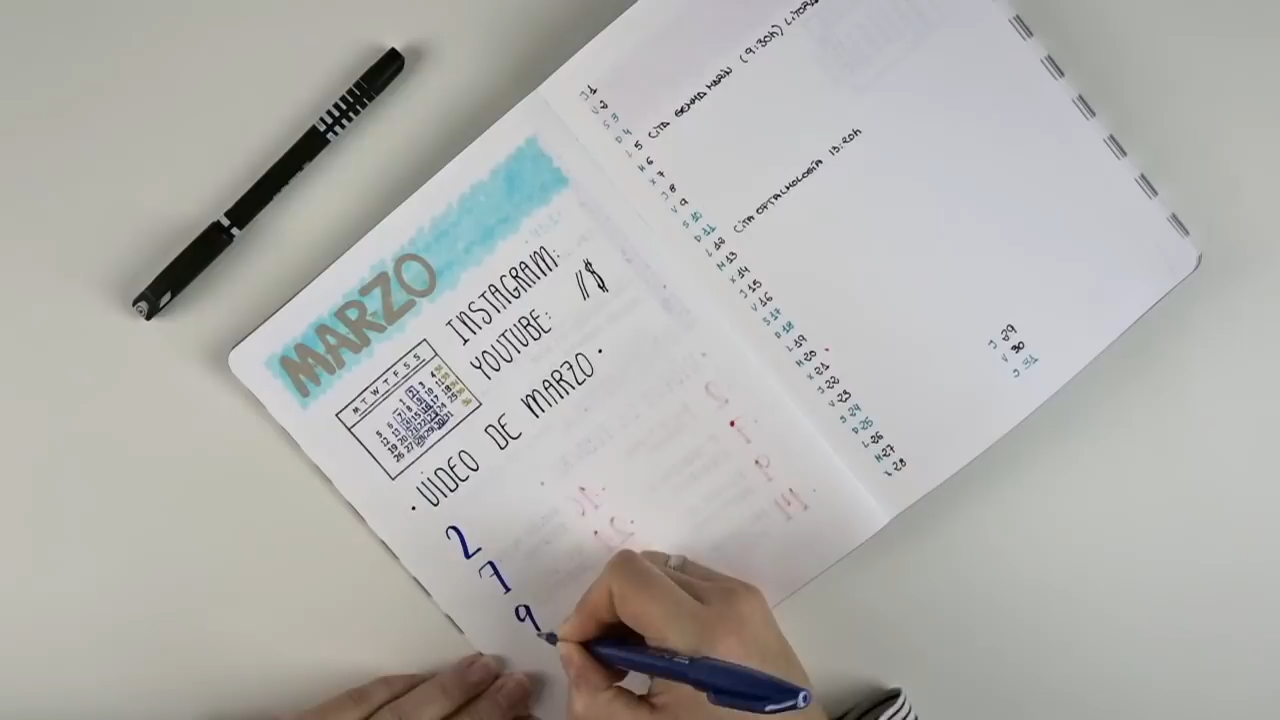 MARZO
M T W T F S S
INSTAGRAM:
YOUTUBE: //$
· VIDEO DE MARZO ·
2
7
9
J 1
V 2
S 3
D 4
L 5 CITA GEMMA MARIN (9:30H)
M 6
X 7
J 8
V 9
S 10
D 11
L 12 CITA OFTALMOLOGÍA 13:20H
M 13
X 14
J 15
V 16
S 17
D 18
L 19
M 20
X 21
J 22
V 23
S 24
D 25
L 26
M 27
X 28
J 29
V 30
S 31